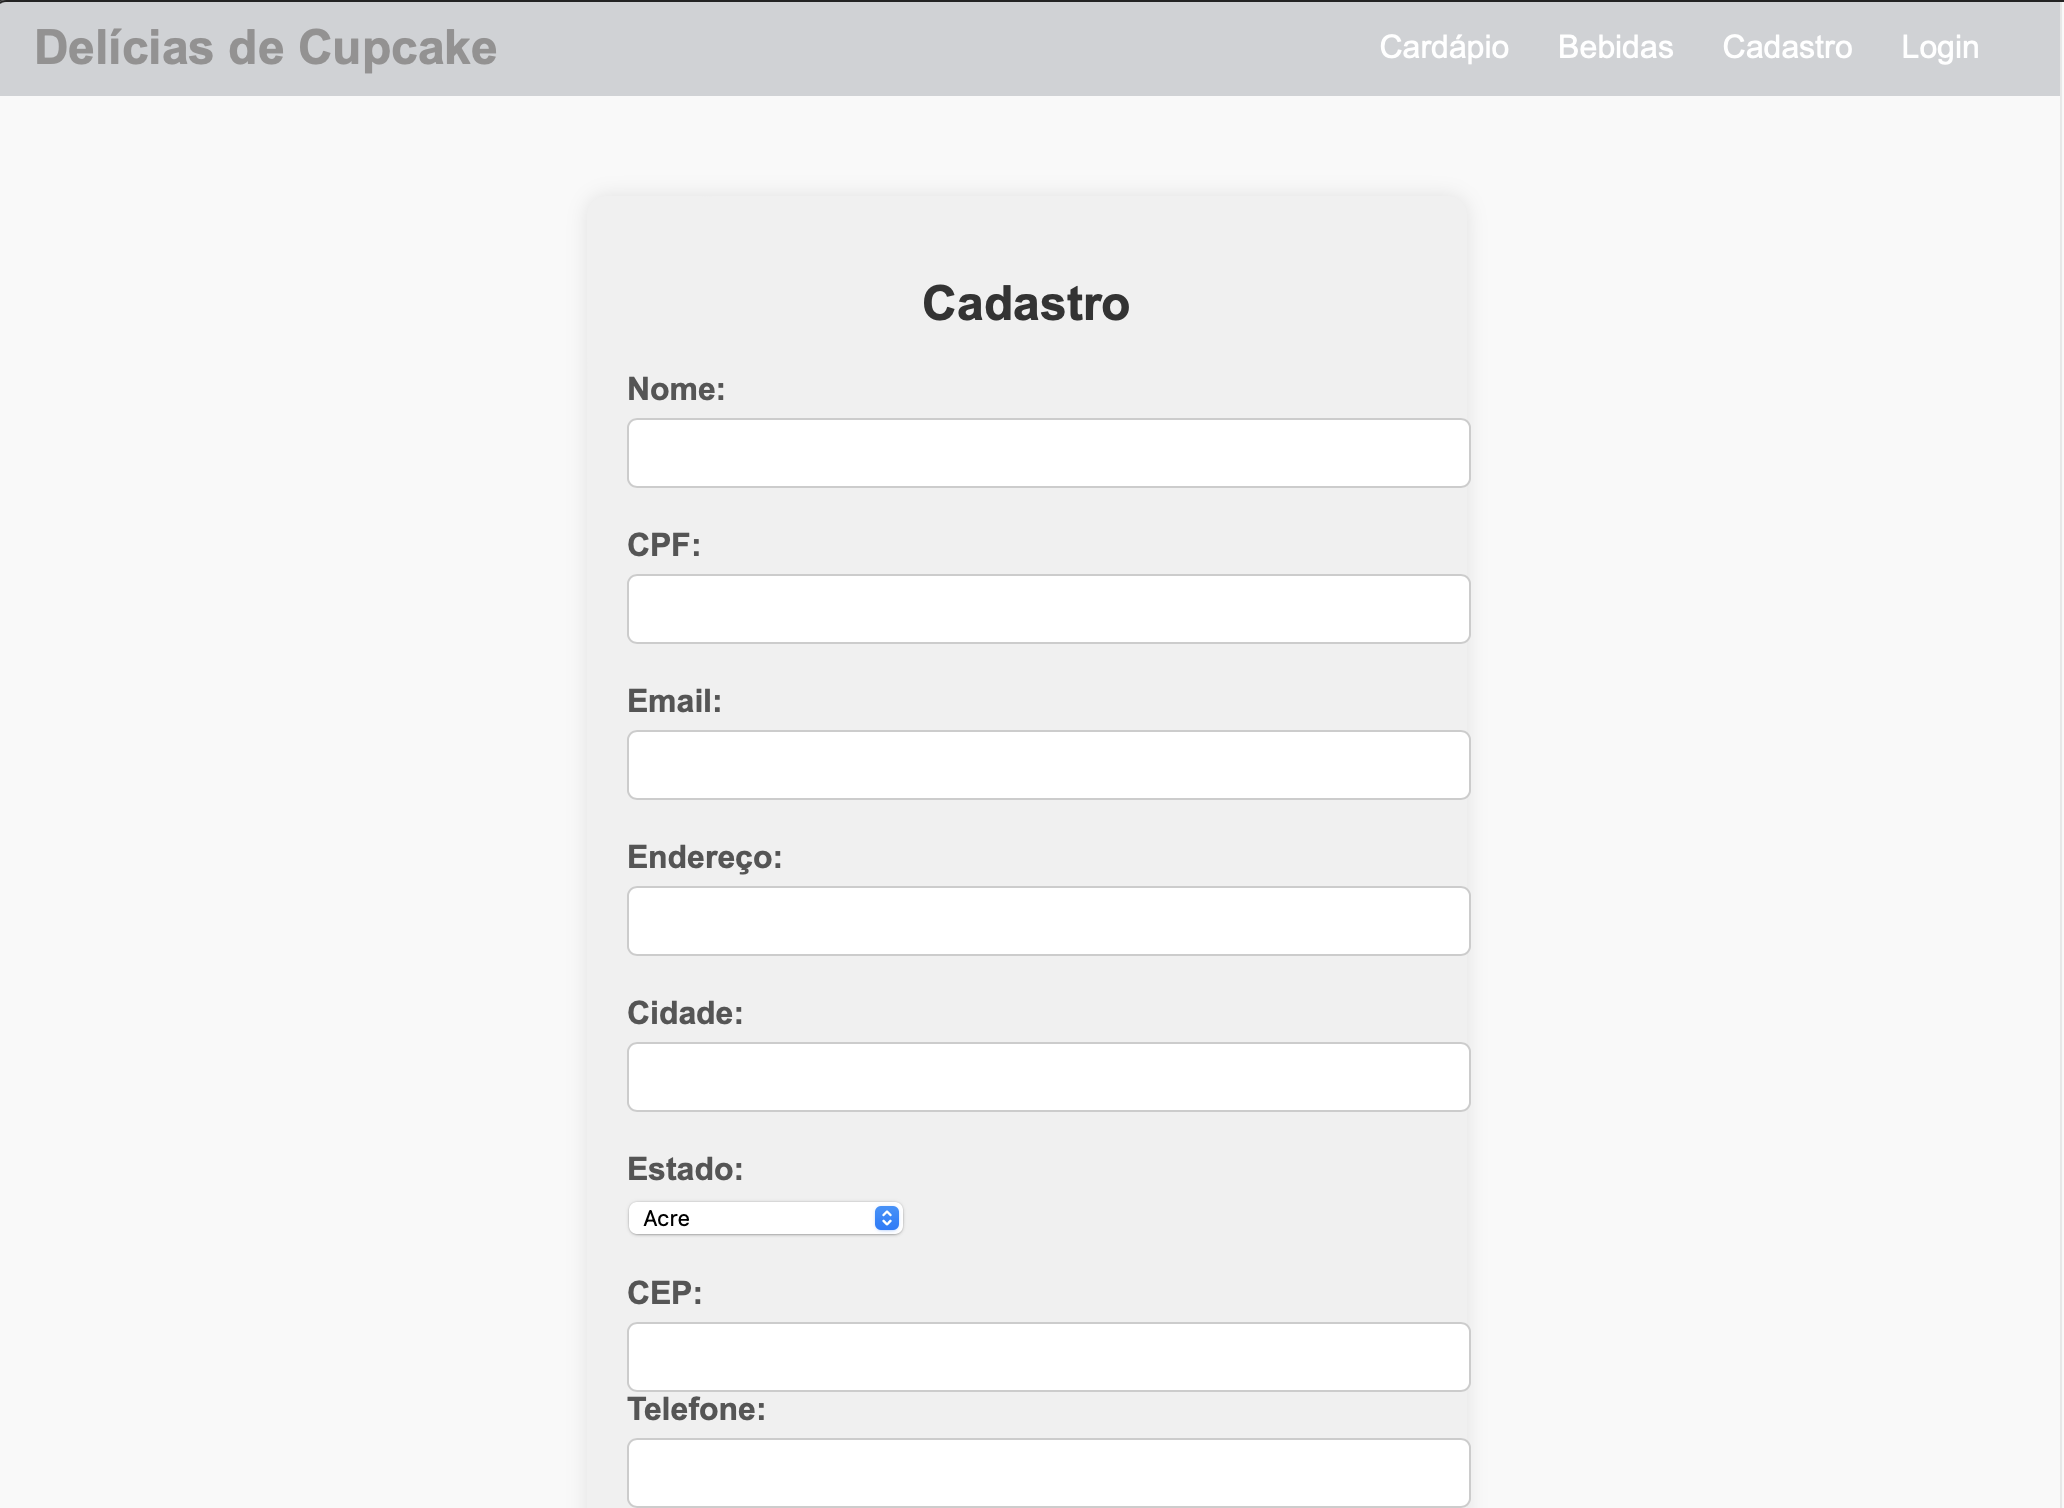 Delícias de Cupcake
Cardápio Bebidas Cadastro Login
Cadastro
Nome:
CPF:
Email:
Endereço:
Cidade:
Estado:
Acre
CEP:
Telefone: